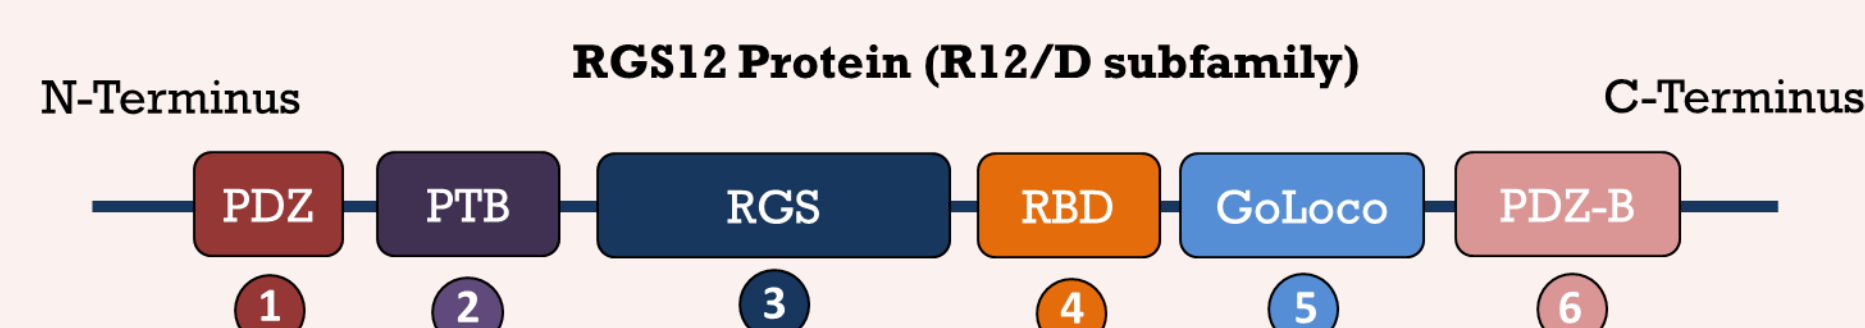 RGS12 Protein (R12/D subfamily)
N-Terminus C-Terminus
PDZ PTB RGS RBD GoLoco PDZ-B
1 2 3 4 5 6